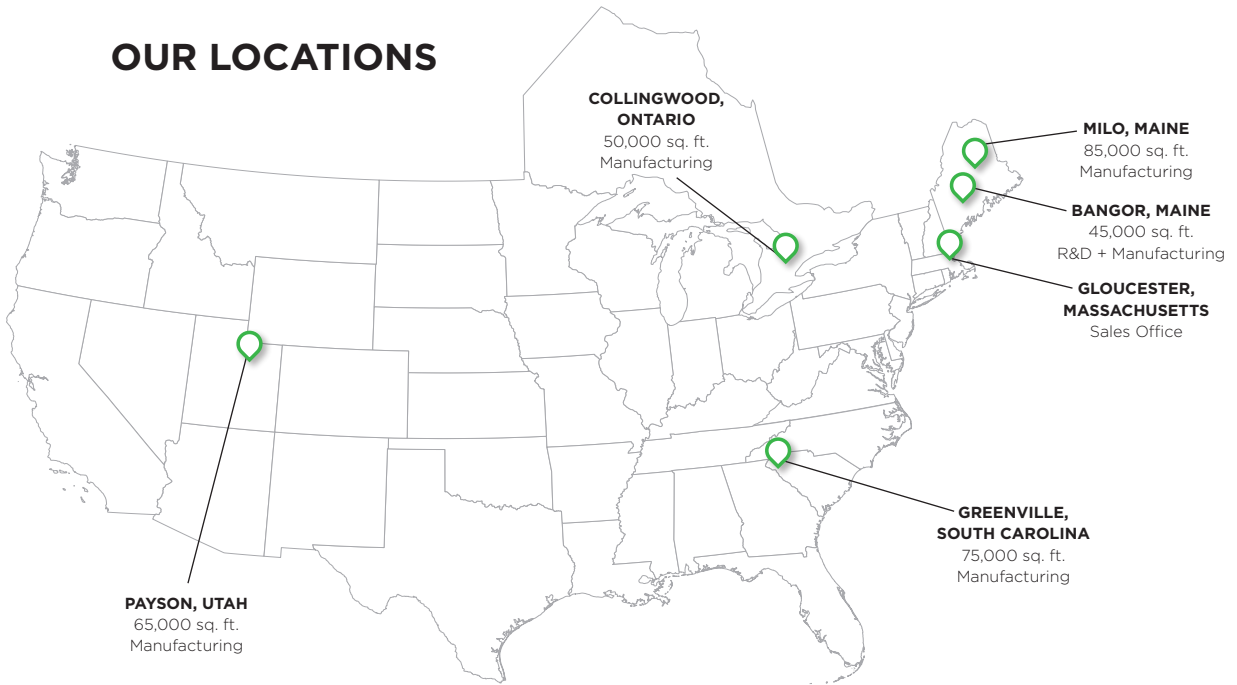 OUR LOCATIONS
COLLINGWOOD,
ONTARIO
50,000 sq. ft.
Manufacturing
MILO, MAINE
85,000 sq. ft.
Manufacturing
BANGOR, MAINE
45,000 sq. ft.
R&D + Manufacturing
GLOUCESTER,
MASSACHUSETTS
Sales Office
GREENVILLE,
SOUTH CAROLINA
75,000 sq. ft.
Manufacturing
PAYSON, UTAH
65,000 sq. ft.
Manufacturing